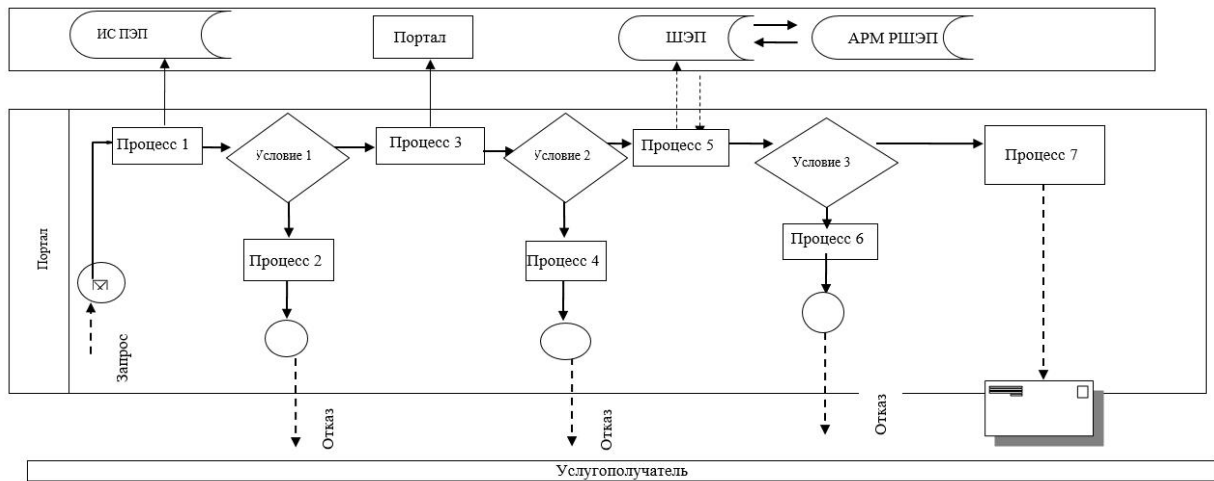 ИС ПЭП
Портал
ШЭП
АРМ РШЭП
Процесс 1
Условие 1
Процесс 3
Условие 2
Процесс 5
Условие 3
Процесс 7
Процесс 2
Процесс 4
Процесс 6
Портал
Запрос
Отказ
Отказ
Отказ
Услугополучатель